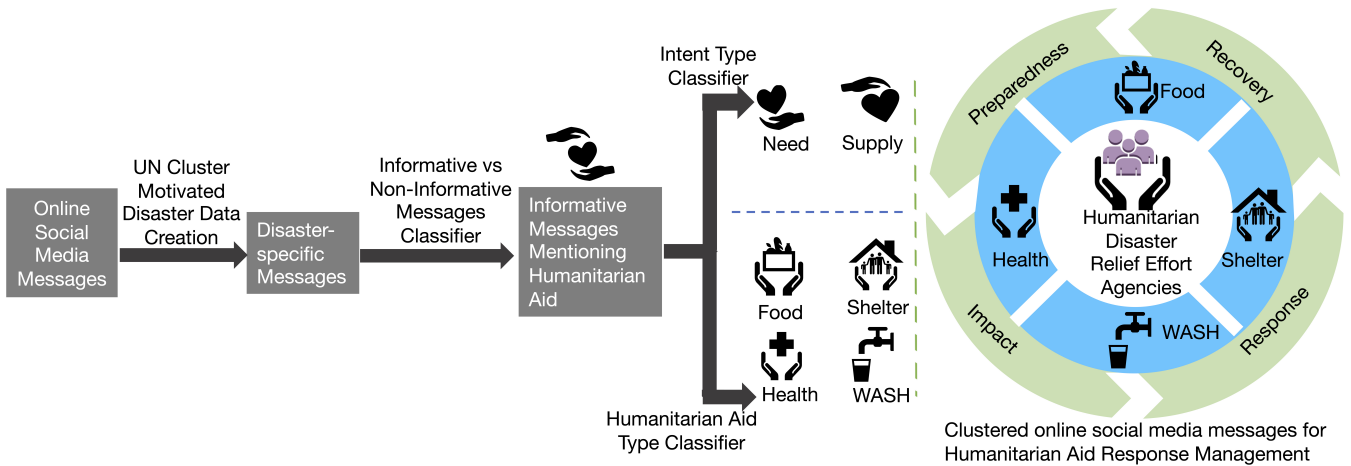 Online
Social
Media
Messages
UN Cluster
Motivated
Disaster Data
Creation
Disaster-
specific
Messages
Informative vs
Non-Informative
Messages
Classifier
Informative
Messages
Mentioning
Humanitarian
Aid
Intent Type
Classifier
Need
Supply
Food
Shelter
Health
WASH
Humanitarian Aid
Type Classifier
Preparedness
Recovery
Response
Impact
Food
Shelter
WASH
Health
Humanitarian
Disaster
Relief Effort
Agencies
Clustered online social media messages for
Humanitarian Aid Response Management